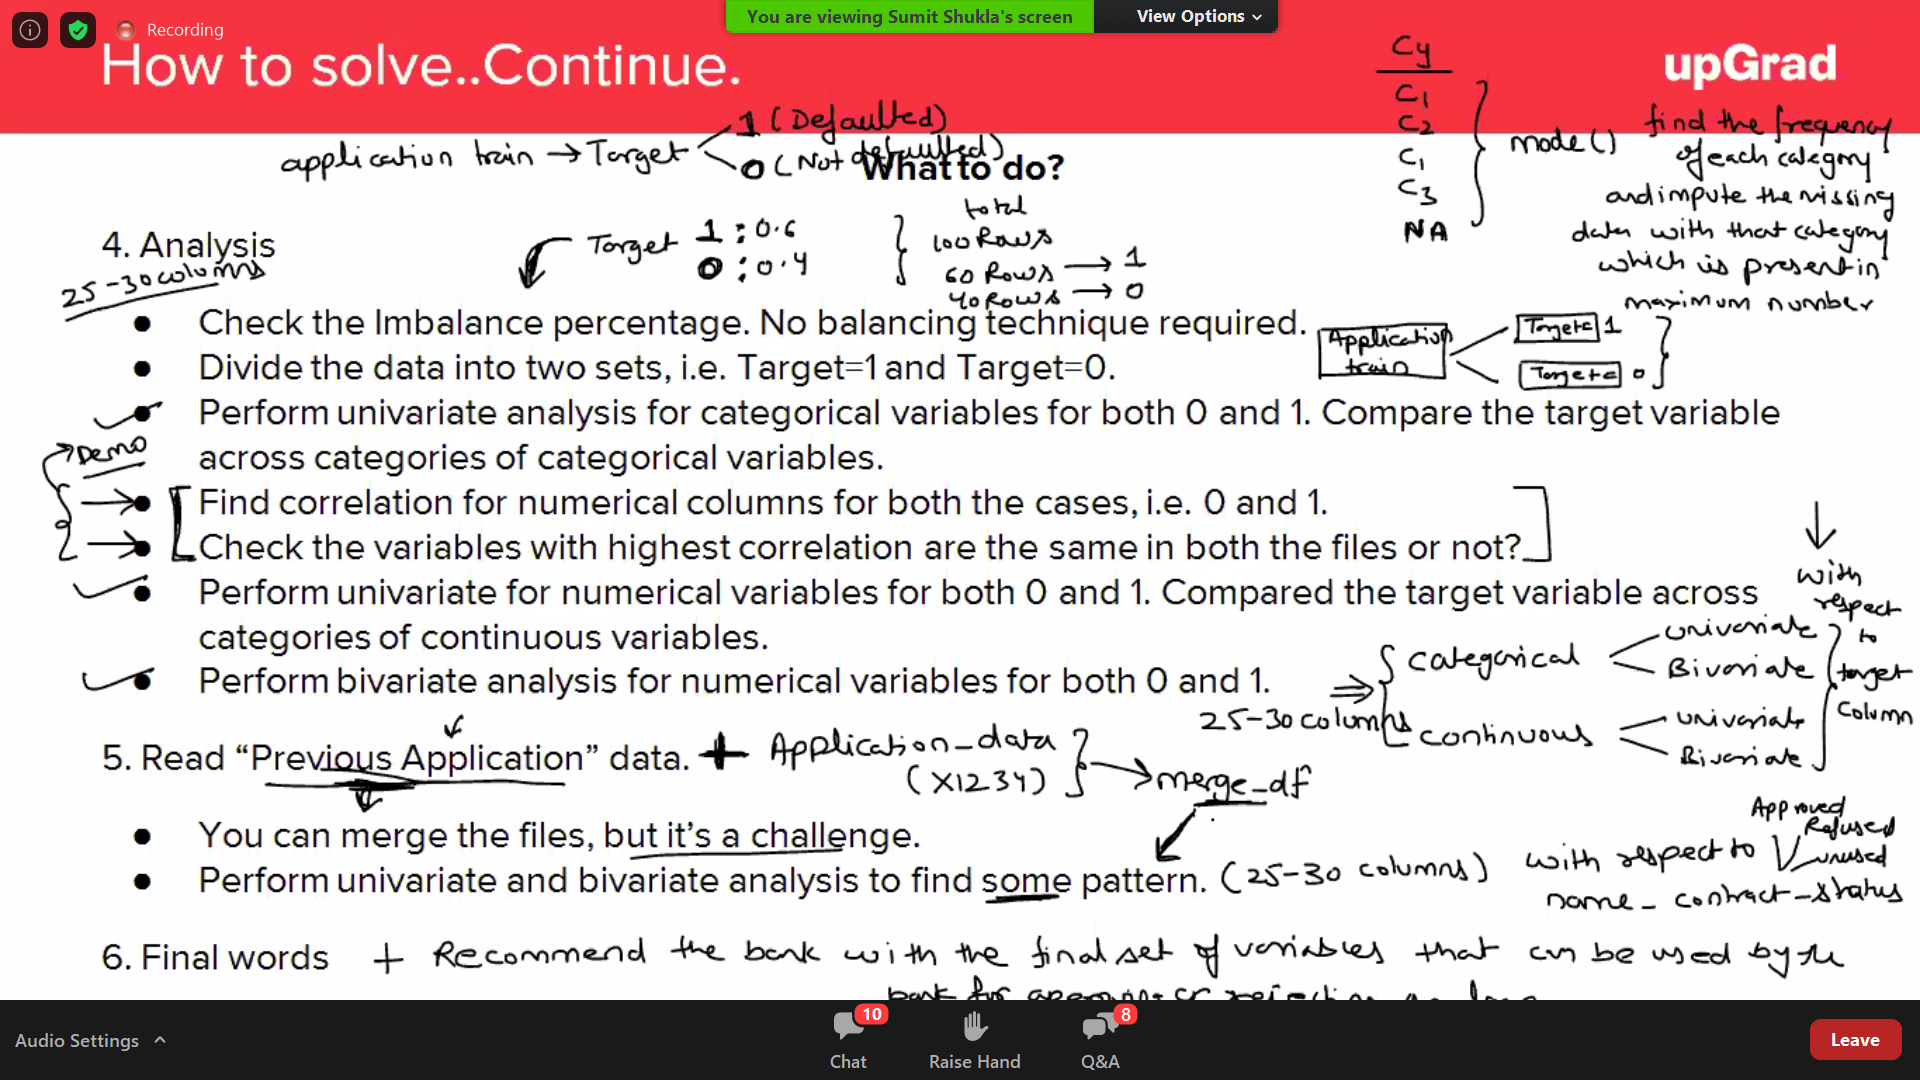 You are viewing Sumit Shukla's screen
View Options
Recording
How to solve..Continue.
upGrad
Cy
C1
C2
C1
C3
NA
mode()
find the frequency
of each category
and impute the missing
data with that category
which is present in
maximum number
application train → Target
1 (Defaulted)
0 (Not defaulted)
What to do?
4. Analysis
25-30 columns
Target 1 : 0.6
0 : 0.4
total
100 Rows
60 Rows → 1
40 Rows → 0
• Check the Imbalance percentage. No balancing technique required.
Application
train
Target= 1
Target= 0
• Divide the data into two sets, i.e. Target=1 and Target=0.
• Perform univariate analysis for categorical variables for both 0 and 1. Compare the target variable
across categories of categorical variables.
Demo
• Find correlation for numerical columns for both the cases, i.e. 0 and 1.
• Check the variables with highest correlation are the same in both the files or not?
• Perform univariate for numerical variables for both 0 and 1. Compared the target variable across
categories of continuous variables.
• Perform bivariate analysis for numerical variables for both 0 and 1.
25-30 columns
categorical
univariate
Bivariate
continuous
univariate
Bivariate
with
respect
to
target
column
5. Read “Previous Application” data. + Application_data
(X1234)
→ merge_df
• You can merge the files, but it’s a challenge.
• Perform univariate and bivariate analysis to find some pattern. (25-30 columns)
with respect to
name_contract_status
Approved
Refused
unused
6. Final words + Recommend the bank with the final set of variables that can be used by the
bank for
Audio Settings
10
Chat
Raise Hand
8
Q&A
Leave